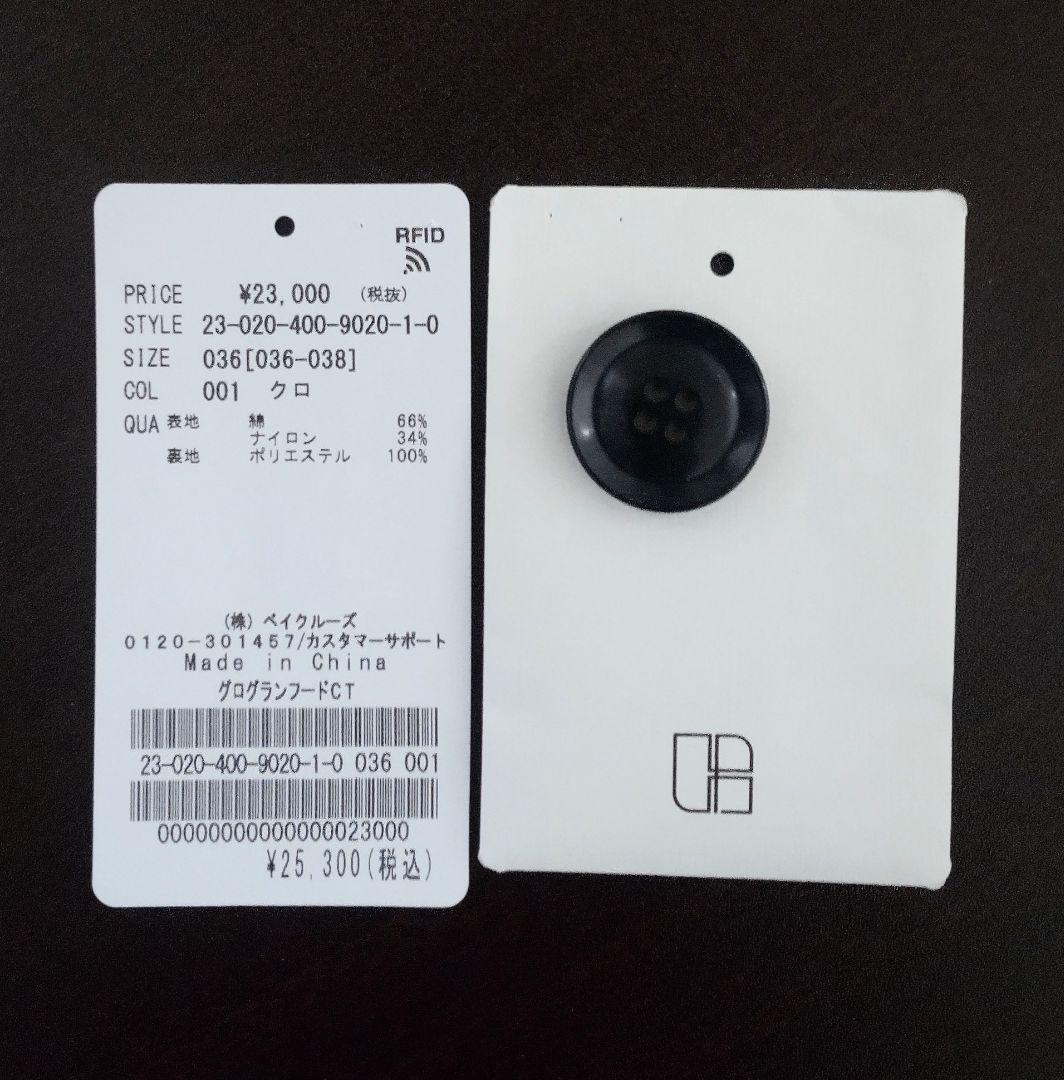 RFID
PRICE ¥23,000 (税抜)
STYLE 23-020-400-9020-1-0
SIZE 036[036-038]
COL 001 クロ
QUA 表地 綿 66%
ナイロン 34%
裏地 ポリエステル 100%
(株) ベイクルーズ
0120-301457/カスタマーサポート
Made in China
グログランフードCT
23-020-400-9020-1-0 036 001
00000000000000023000
¥25,300(税込)